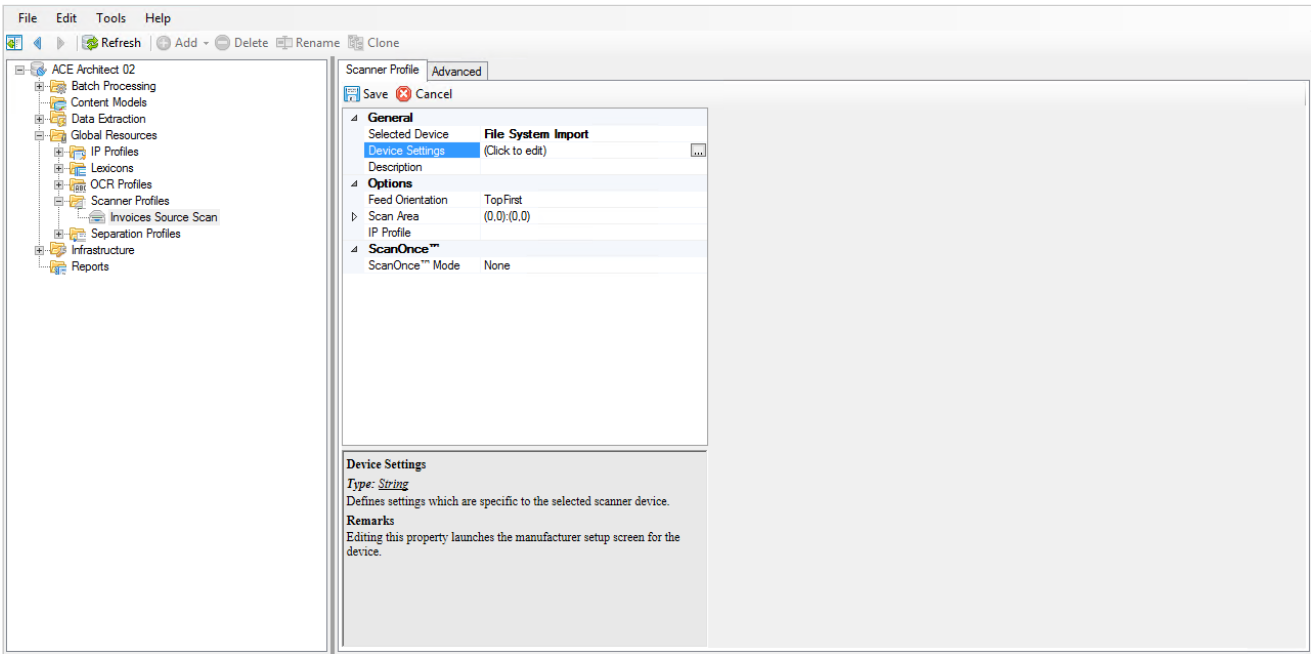 File Edit Tools Help
Refresh Add Delete Rename Clone
ACE Architect 02
Batch Processing
Content Models
Data Extraction
Global Resources
IP Profiles
Lexicons
OCR Profiles
Scanner Profiles
Invoices Source Scan
Separation Profiles
Infrastructure
Reports
Scanner Profile Advanced
Save Cancel
General
Selected Device File System Import
Device Settings (Click to edit) ...
Description
Options
Feed Orientation TopFirst
Scan Area (0,0):(0,0)
IP Profile
ScanOnce™
ScanOnce™ Mode None
Device Settings
Type: String
Defines settings which are specific to the selected scanner device.
Remarks
Editing this property launches the manufacturer setup screen for the
device.